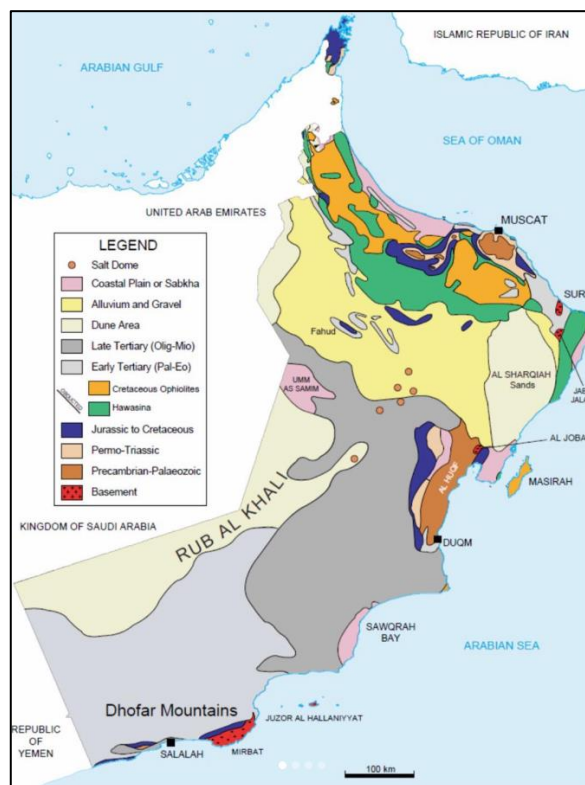 ISLAMIC REPUBLIC OF IRAN
ARABIAN GULF
SEA OF OMAN
UNITED ARAB EMIRATES
MUSCAT
LEGEND
Salt Dome
Coastal Plain or Sabkha
Alluvium and Gravel
Dune Area
Late Tertiary (Olig-Mio)
Early Tertiary (Pal-Eo)
Cretaceous Ophiolites
Hawasina
Jurassic to Cretaceous
Permo-Triassic
Precambrian-Palaeozoic
Basement
SUR
Fahud
UMM
AS SAMIM
AL SHARQIAH
Sands
JALA
AL JOBA
MASIRAH
AL HUQF
KINGDOM OF SAUDI ARABIA
RUB AL KHALI
DUQM
SAWQRAH
BAY
ARABIAN SEA
Dhofar Mountains
JUZOR AL HALLANIYYAT
REPUBLIC
OF
YEMEN
SALALAH
MIRBAT
100 km